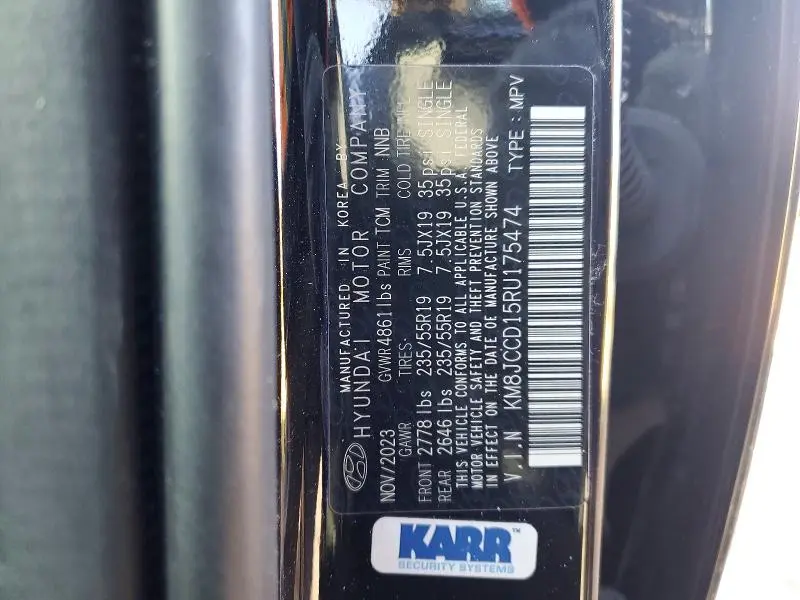 MANUFACTURED IN KOREA BY
HYUNDAI MOTOR COMPANY
NOV/2023 GVWR 4861 lbs PAINT TCM TRIM NNB
GAWR TIRES RIMS COLD TIRE
FRONT 2778 lbs 235/55R19 7.5JX19 35psi SINGLE
REAR 2646 lbs 235/55R19 7.5JX19 35psi SINGLE
THIS VEHICLE CONFORMS TO ALL APPLICABLE U.S.A. FEDERAL
MOTOR VEHICLE SAFETY AND THEFT PREVENTION STANDARDS
IN EFFECT ON THE DATE OF MANUFACTURE SHOWN ABOVE
V.I.N KM8JCCD15RU175474 TYPE : MPV
KARR™
SECURITY SYSTEMS